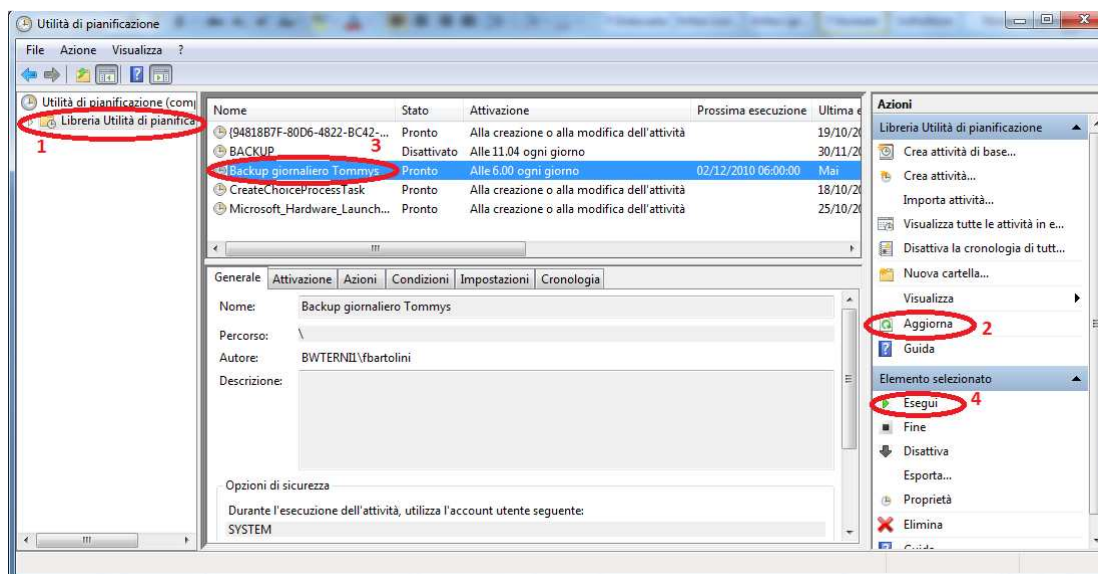 Utilità di pianificazione
File Azione Visualizza ?
Utilità di pianificazione (comp
Libreria Utilità di pianifica
1
Nome Stato Attivazione Prossima esecuzione Ultima e
{94818B7F-80D6-4822-BC42-... Pronto Alla creazione o alla modifica dell'attività 19/10/20
BACKUP Disattivato Alle 11.04 ogni giorno 30/11/20
3
Backup giornaliero Tommys Pronto Alle 6.00 ogni giorno 02/12/2010 06:00:00 Mai
CreateChoiceProcessTask Pronto Alla creazione o alla modifica dell'attività 18/10/20
Microsoft_Hardware_Launch... Pronto Alla creazione o alla modifica dell'attività 25/10/20
Generale Attivazione Azioni Condizioni Impostazioni Cronologia
Nome: Backup giornaliero Tommys
Percorso: \
Autore: BWTERNI1\fbartolini
Descrizione:
Opzioni di sicurezza
Durante l'esecuzione dell'attività, utilizza l'account utente seguente:
SYSTEM
Azioni
Libreria Utilità di pianificazione
Crea attività di base...
Crea attività...
Importa attività...
Visualizza tutte le attività in e...
Disattiva la cronologia di tutt...
Nuova cartella...
Visualizza
Aggiorna 2
Guida
Elemento selezionato
Esegui 4
Fine
Disattiva
Esporta...
Proprietà
Elimina
Guida